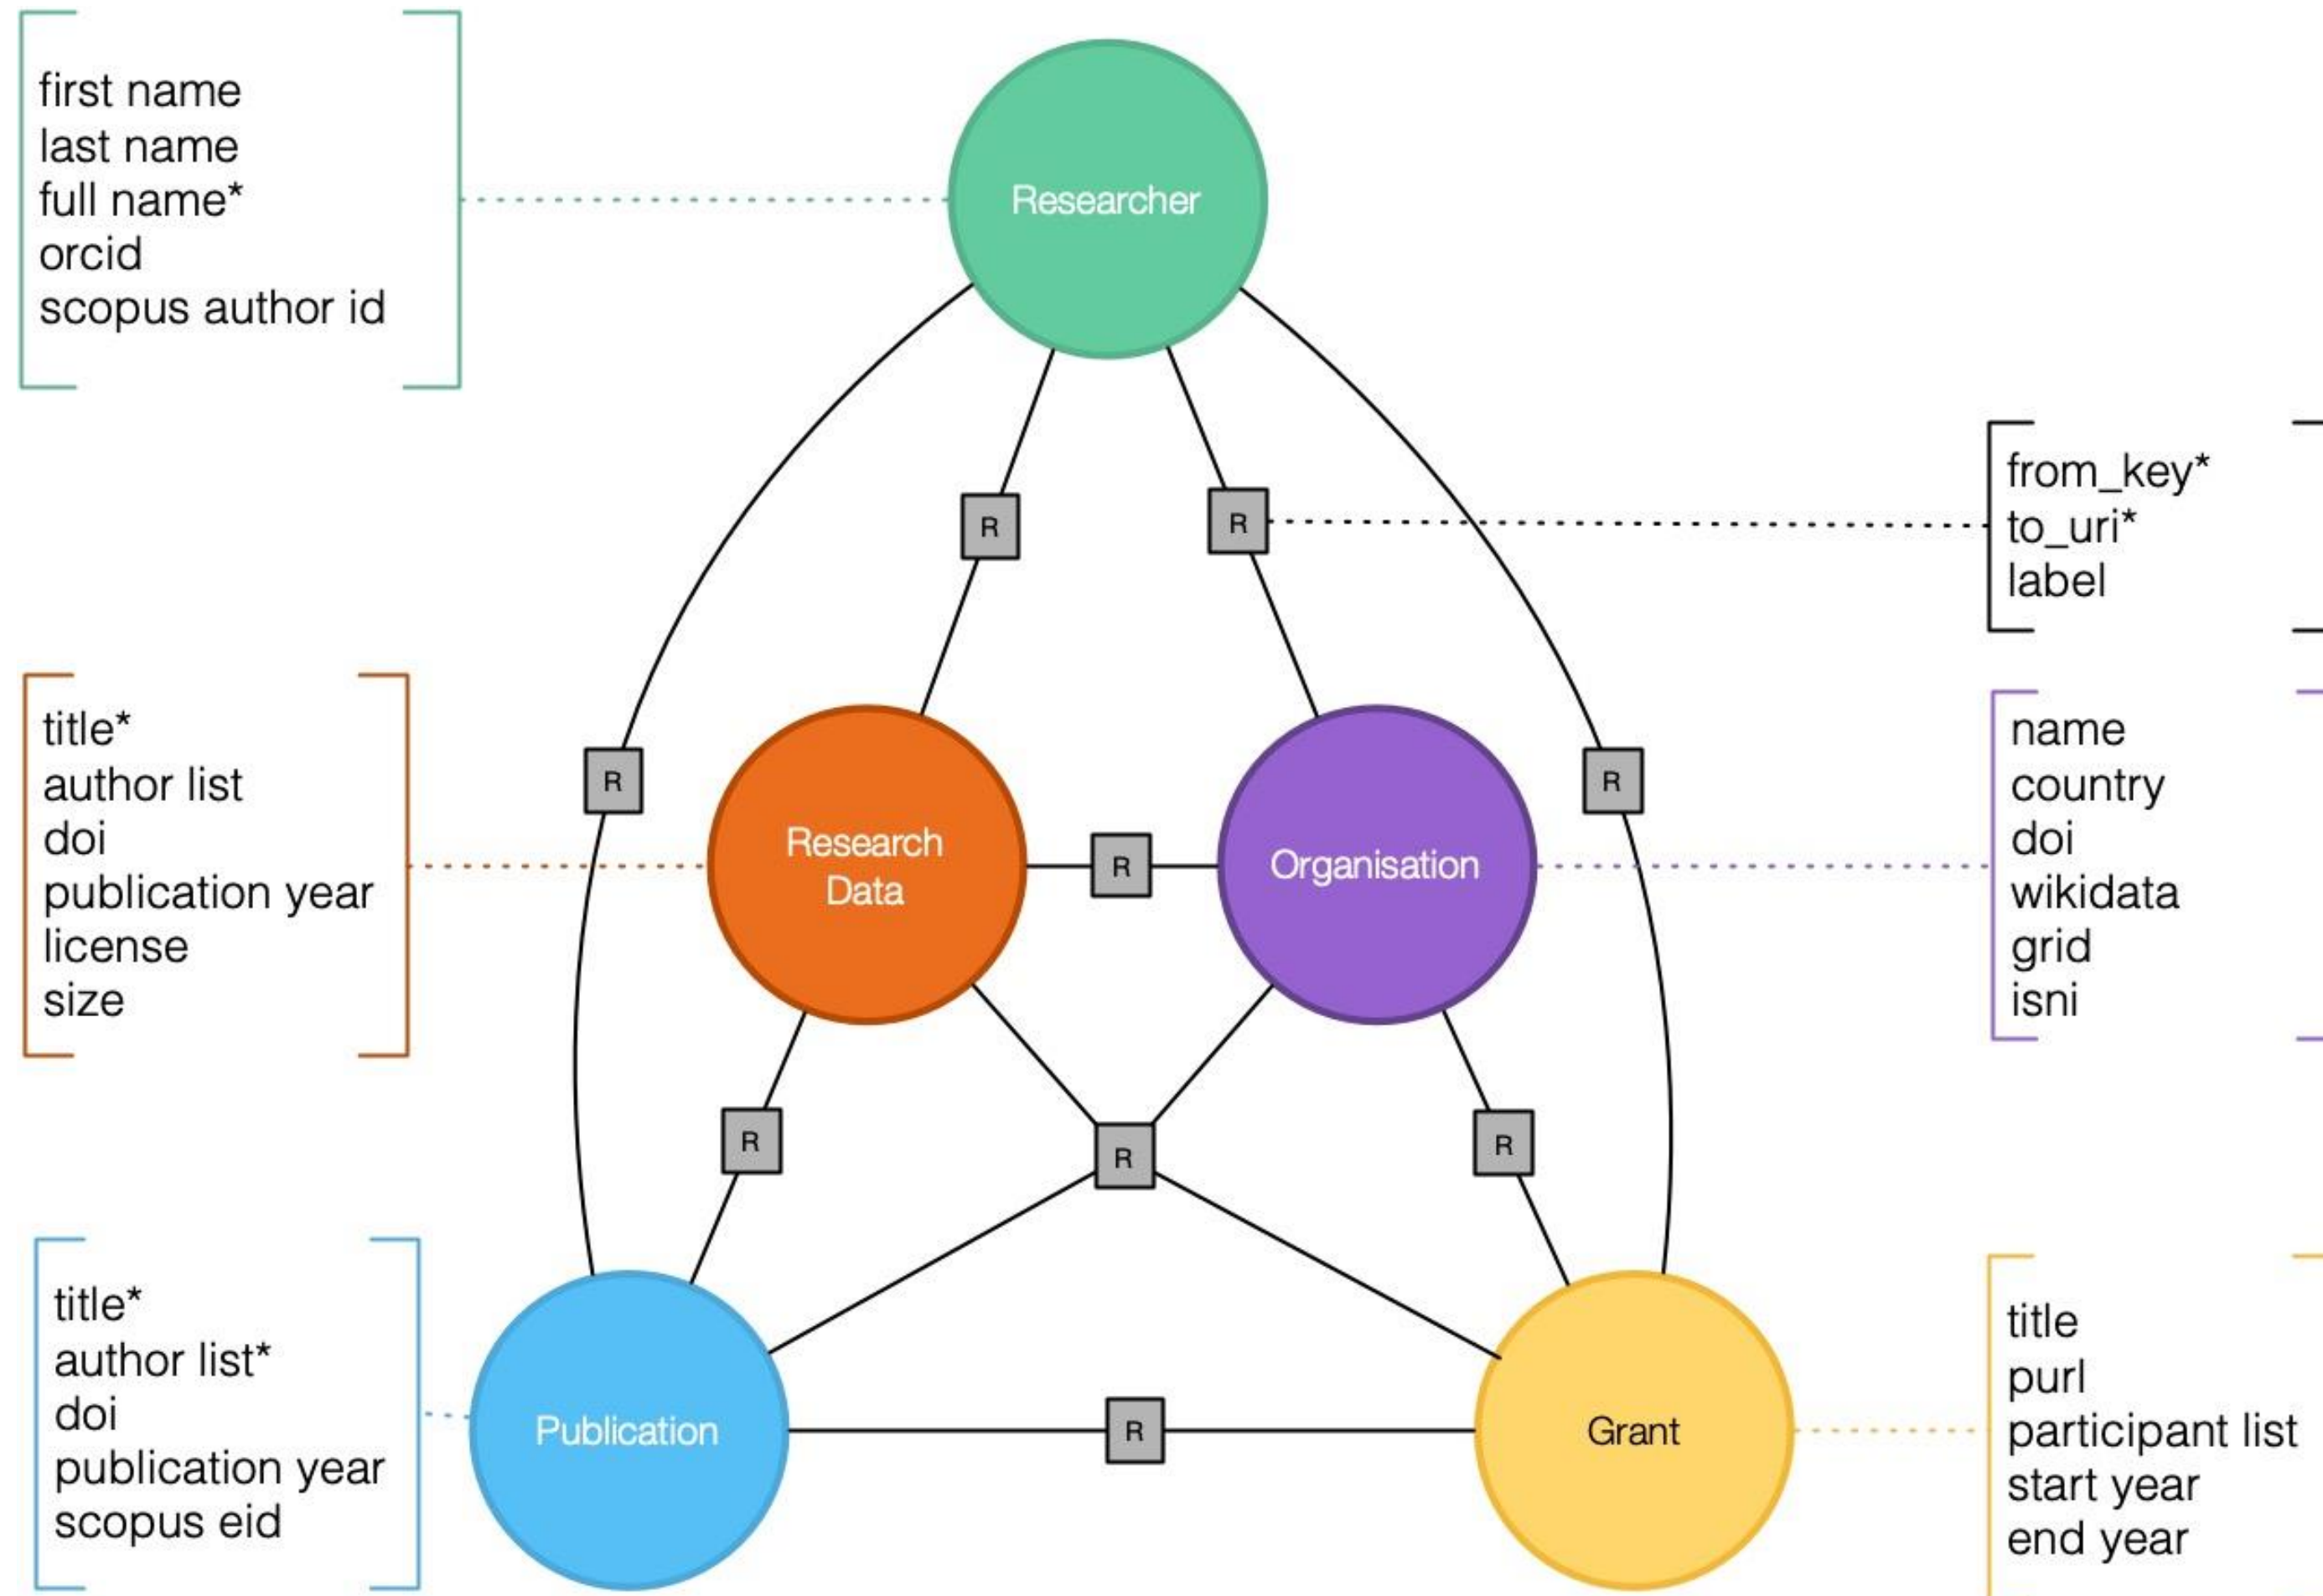 first name
last name
full name*
orcid
scopus author id
Researcher
R
R
from_key*
to_uri*
label
title*
author list
doi
publication year
license
size
R
Research
Data
R
Organisation
R
name
country
doi
wikidata
grid
isni
R
R
R
title*
author list*
doi
publication year
scopus eid
Publication
R
Grant
title
purl
participant list
start year
end year